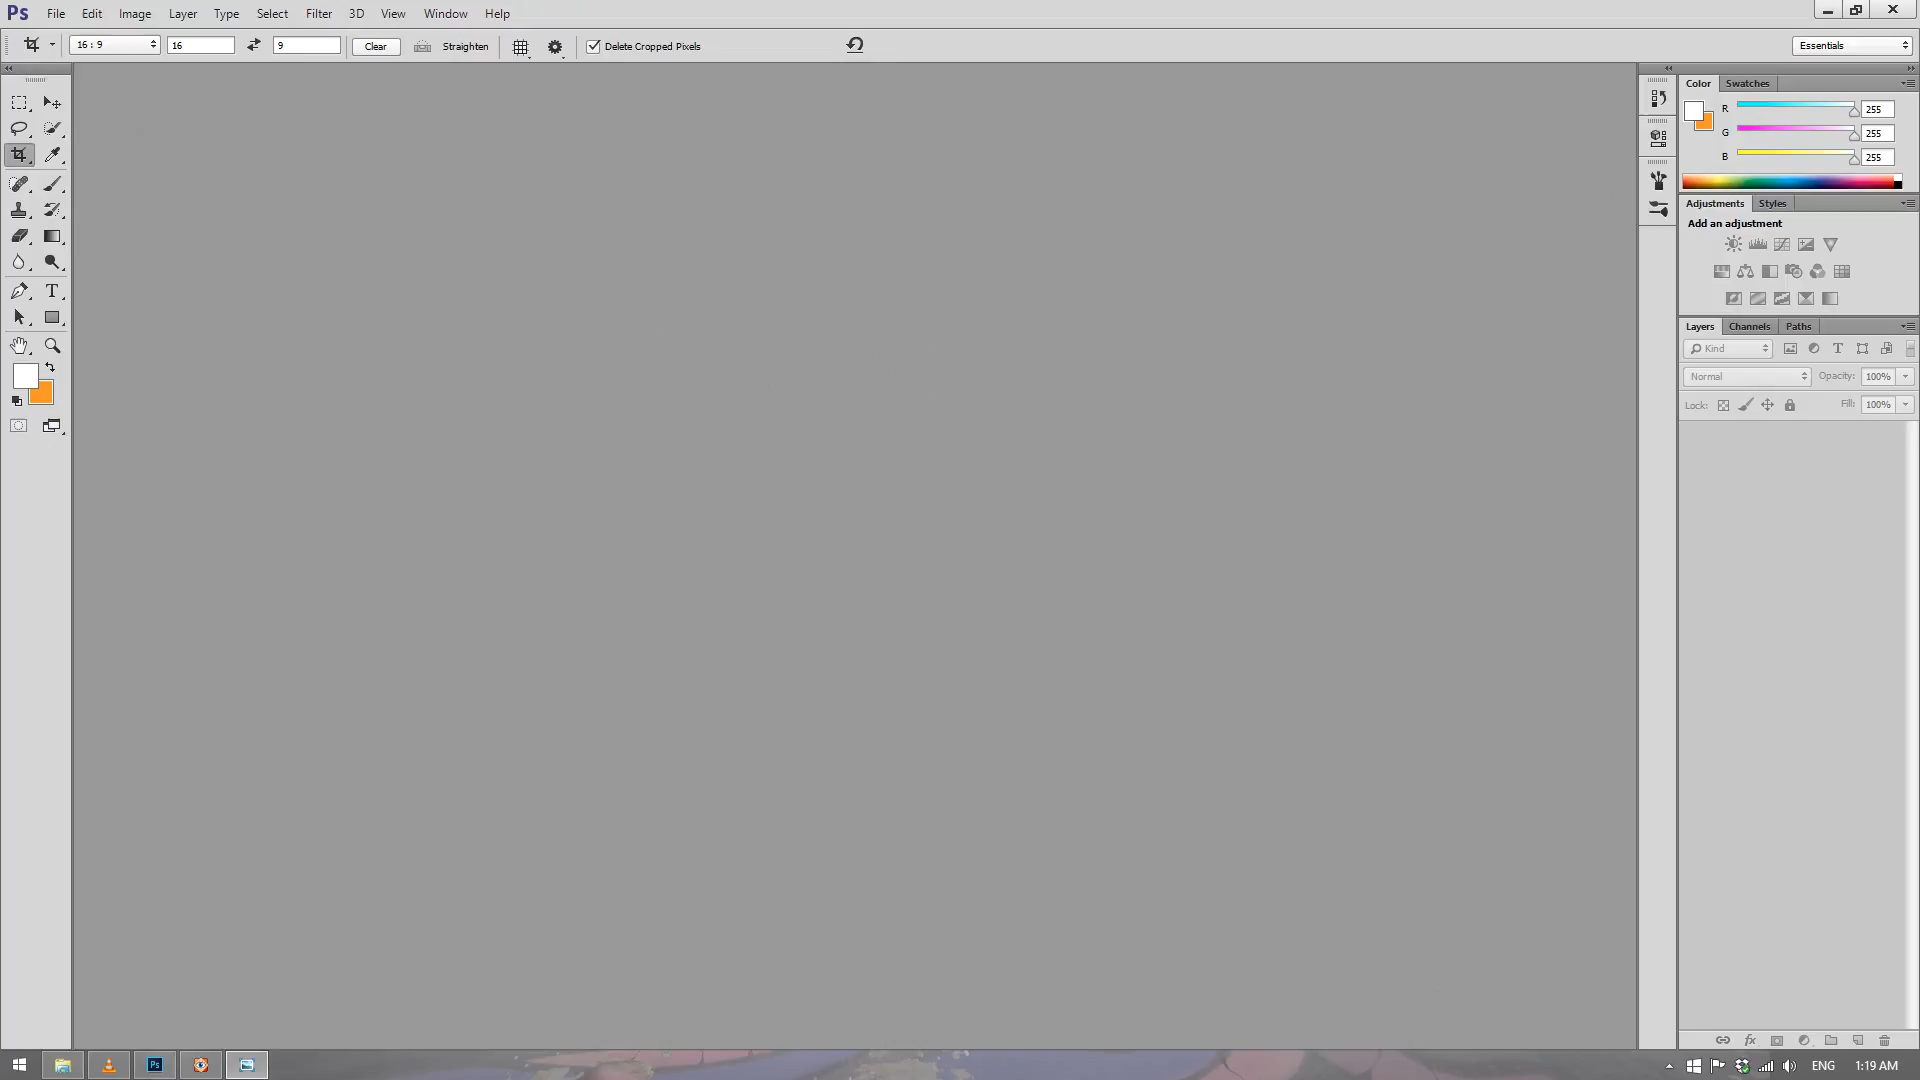 Ps File Edit Image Layer Type Select Filter 3D View Window Help
16 : 9 16 9 Clear Straighten Delete Cropped Pixels Essentials
Color Swatches
R 255
G 255
B 255
Adjustments Styles
Add an adjustment
Layers Channels Paths
Kind T
Normal Opacity: 100%
Lock: Fill: 100%
T
fx
Ps ENG 1:19 AM